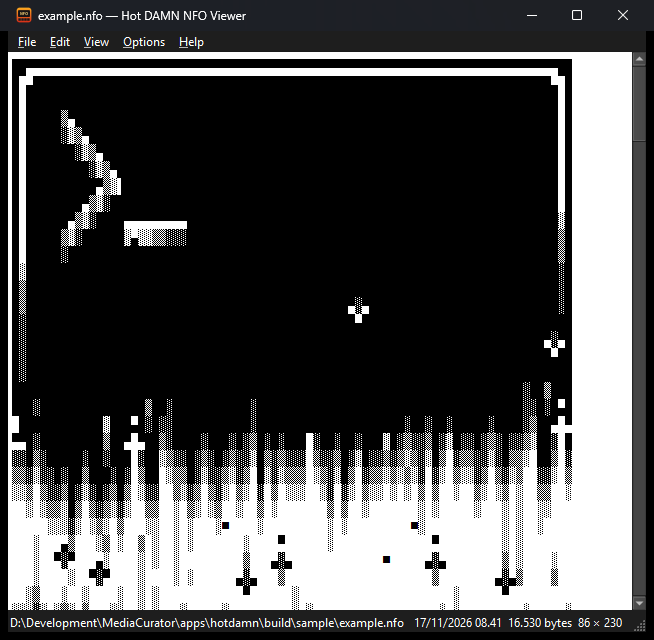 example.nfo — Hot DAMN NFO Viewer
File Edit View Options Help
D:\Development\MediaCurator\apps\hotdamn\build\sample\example.nfo 17/11/2026 08.41 16.530 bytes 86 × 230